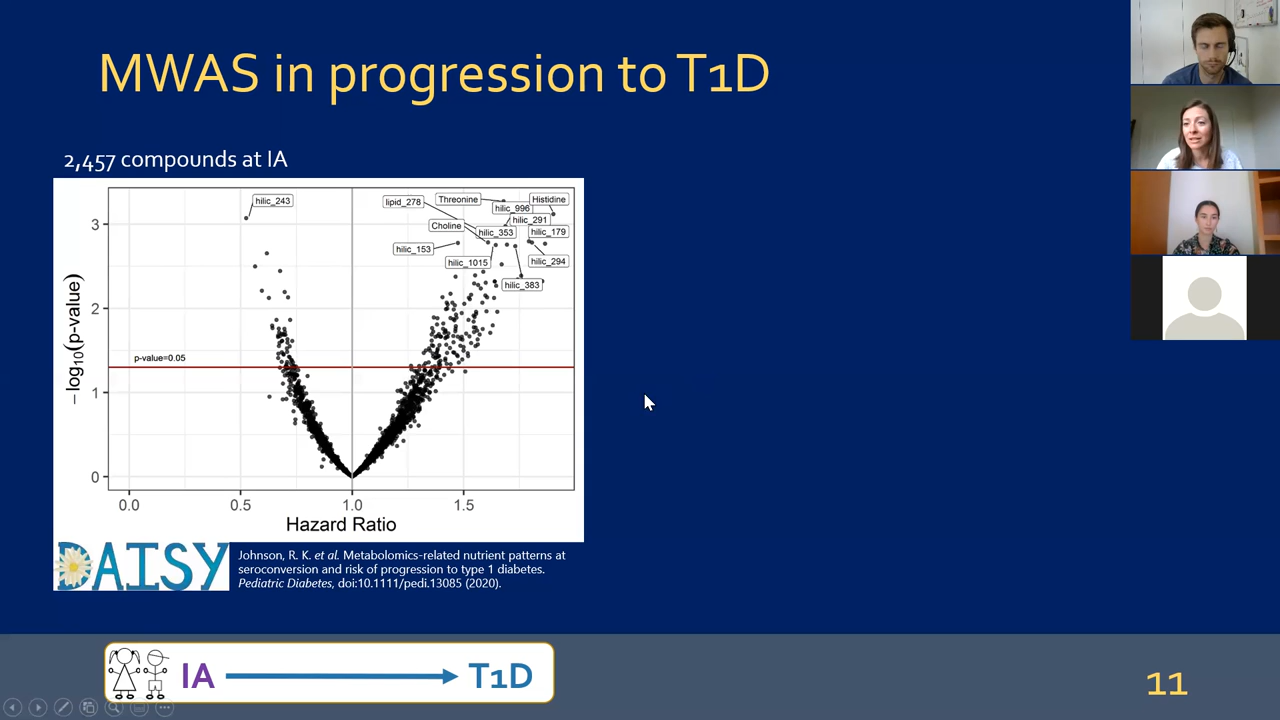 MWAS in progression to T1D
2,457 compounds at IA
hilic_243
lipid_278
Threonine
Histidine
hilic_996
hilic_291
Choline
hilic_353
hilic_179
hilic_153
hilic_1015
hilic_294
hilic_383
p-value=0.05
3
2
1
0
−log10(p-value)
0.0 0.5 1.0 1.5
Hazard Ratio
DAISY
Johnson, R. K. et al. Metabolomics-related nutrient patterns at
seroconversion and risk of progression to type 1 diabetes.
Pediatric Diabetes, doi:10.1111/pedi.13085 (2020).
IA T1D
11